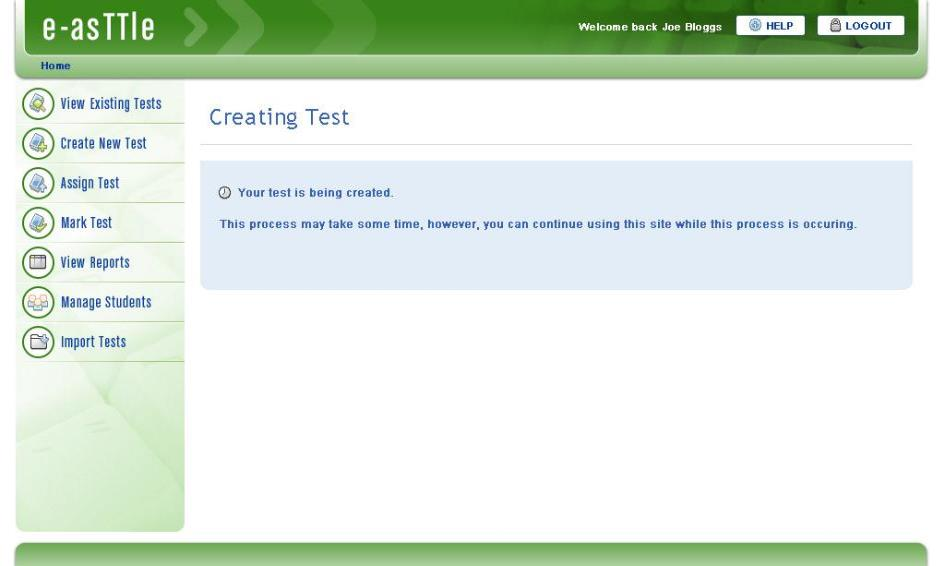 e-asTTle
Welcome back Joe Bloggs
HELP
LOGOUT
Home
View Existing Tests
Create New Test
Assign Test
Mark Test
View Reports
Manage Students
Import Tests
Creating Test
Your test is being created.
This process may take some time, however, you can continue using this site while this process is occuring.